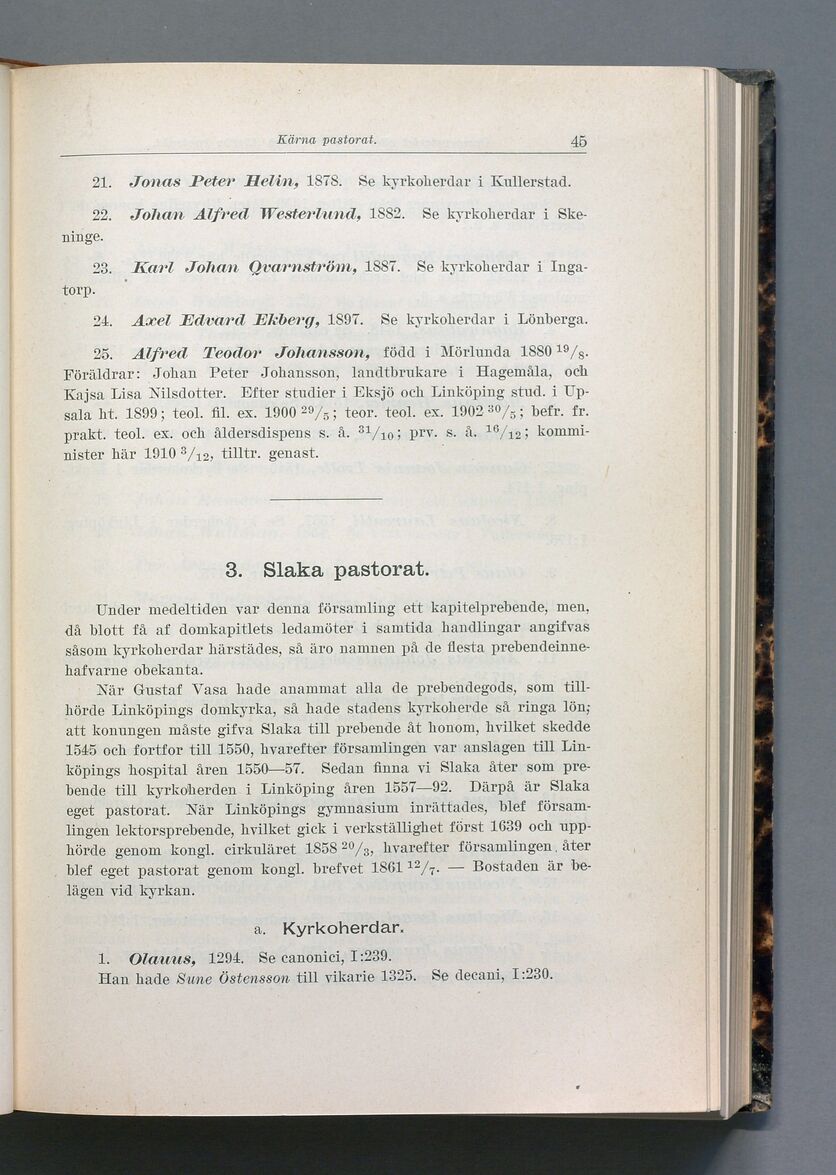 Kärna pastorat. 45
21. Jonas Peter Helin, 1878. Se kyrkoherdar i Kullerstad.
22. Johan Alfred Westerlund, 1882. Se kyrkoherdar i Ske-
ninge.
23. Karl Johan Qvarnström, 1887. Se kyrkoherdar i Inga-
torp.
24. Axel Edvard Ekberg, 1897. Se kyrkoherdar i Lönberga.
25. Alfred Teodor Johansson, född i Mörlunda 1880 19/8.
Föräldrar: Johan Peter Johansson, landtbrukare i Hagemåla, och
Kajsa Lisa Nilsdotter. Efter studier i Eksjö och Linköping stud. i Up-
sala ht. 1899; teol. fil. ex. 1900 29/5; teor. teol. ex. 1902 30/5; befr. fr.
prakt. teol. ex. och åldersdispens s. å. 31/10; prv. s. å. 16/12; kommi-
nister här 1910 3/12, tilltr. genast.
3. Slaka pastorat.
Under medeltiden var denna församling ett kapitelprebende, men,
då blott få af domkapitlets ledamöter i samtida handlingar angifvas
såsom kyrkoherdar härstädes, så äro namnen på de flesta prebendeinne-
hafvarne obekanta.
När Gustaf Vasa hade anammat alla de prebendegods, som till-
hörde Linköpings domkyrka, så hade stadens kyrkoherde så ringa lön;
att konungen måste gifva Slaka till prebende åt honom, hvilket skedde
1545 och fortfor till 1550, hvarefter församlingen var anslagen till Lin-
köpings hospital åren 1550—57. Sedan finna vi Slaka åter som pre-
bende till kyrkoherden i Linköping åren 1557—92. Därpå är Slaka
eget pastorat. När Linköpings gymnasium inrättades, blef försam-
lingen lektorsprebende, hvilket gick i verkställighet först 1639 och upp-
hörde genom kongl. cirkuläret 1858 20/3, hvarefter församlingen åter
blef eget pastorat genom kongl. brefvet 1861 12/7. — Bostaden är be-
lägen vid kyrkan.
a. Kyrkoherdar.
1. Olauus, 1294. Se canonici, I:239.
Han hade Sune Östensson till vikarie 1325. Se decani, I:230.